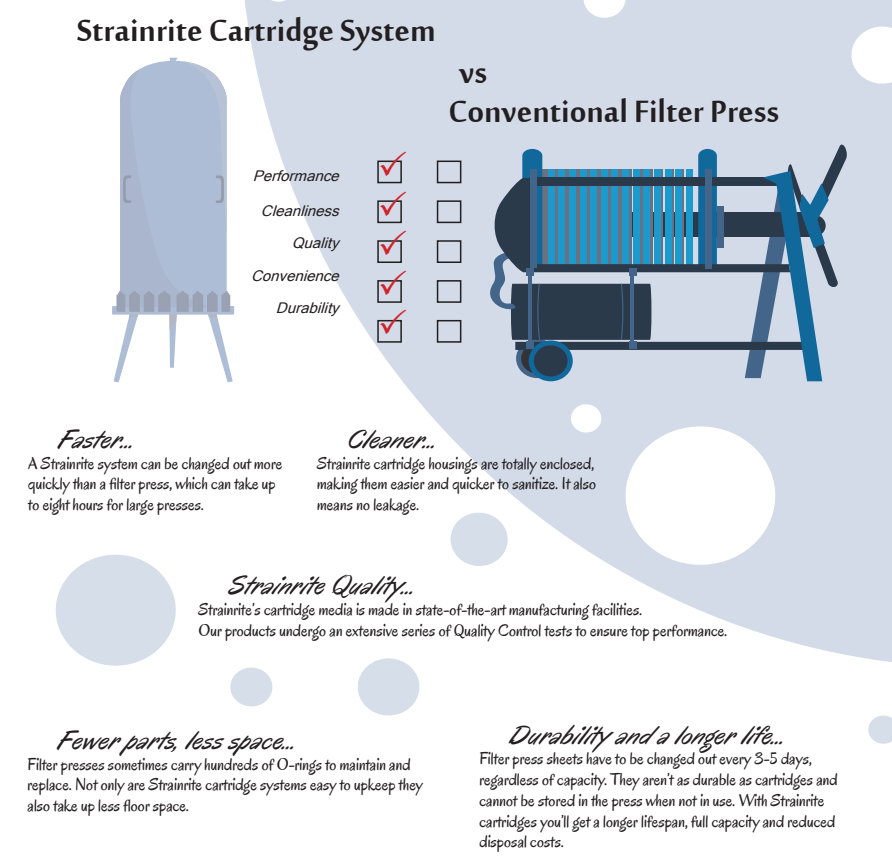 Strainrite Cartridge System
vs
Conventional Filter Press
Performance
Cleanliness
Quality
Convenience
Durability
Faster...
A Strainrite system can be changed out more
quickly than a filter press, which can take up
to eight hours for large presses.
Cleaner...
Strainrite cartridge housings are totally enclosed,
making them easier and quicker to sanitize. It also
means no leakage.
Strainrite Quality...
Strainrite's cartridge media is made in state-of-the-art manufacturing facilities.
Our products undergo an extensive series of Quality Control tests to ensure top performance.
Fewer parts, less space...
Filter presses sometimes carry hundreds of O-rings to maintain and
replace. Not only are Strainrite cartridge systems easy to upkeep they
also take up less floor space.
Durability and a longer life...
Filter press sheets have to be changed out every 3-5 days,
regardless of capacity. They aren't as durable as cartridges and
cannot be stored in the press when not in use. With Strainrite
cartridges you'll get a longer lifespan, full capacity and reduced
disposal costs.